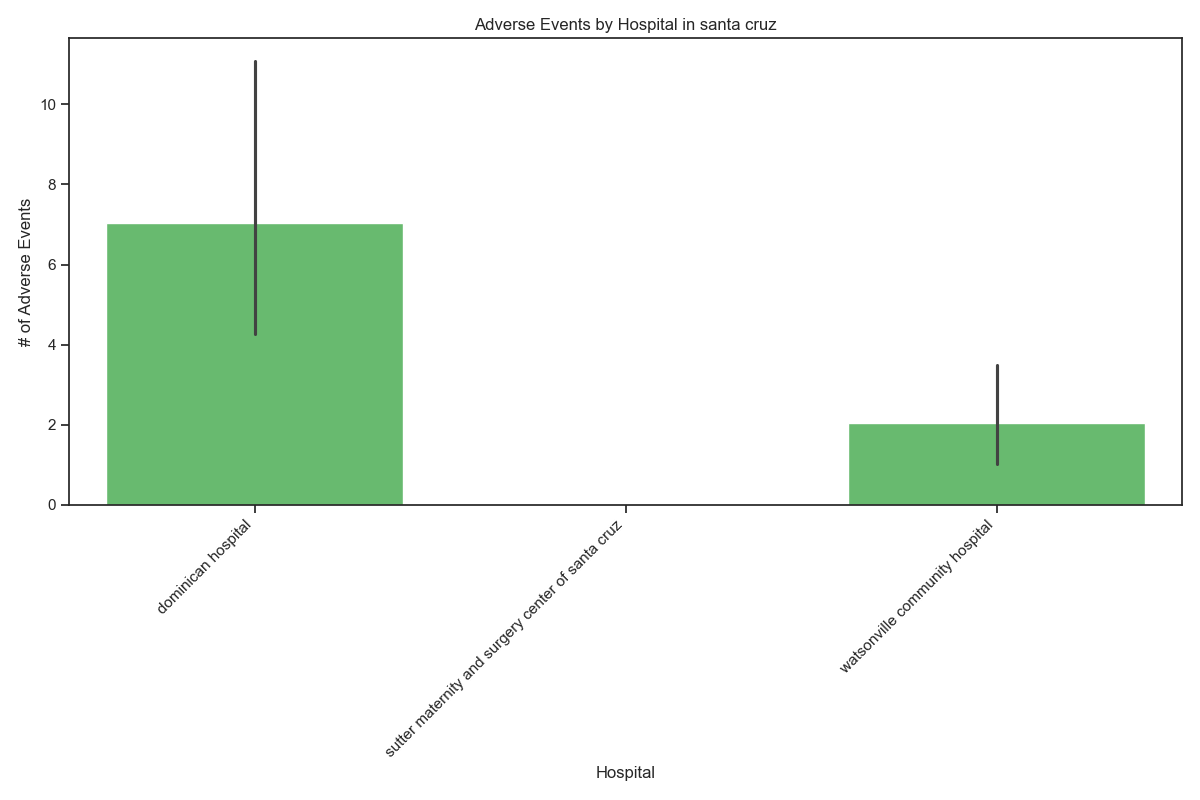 Adverse Events by Hospital in santa cruz
# of Adverse Events
10
8
6
4
2
0
dominican hospital
sutter maternity and surgery center of santa cruz
watsonville community hospital
Hospital